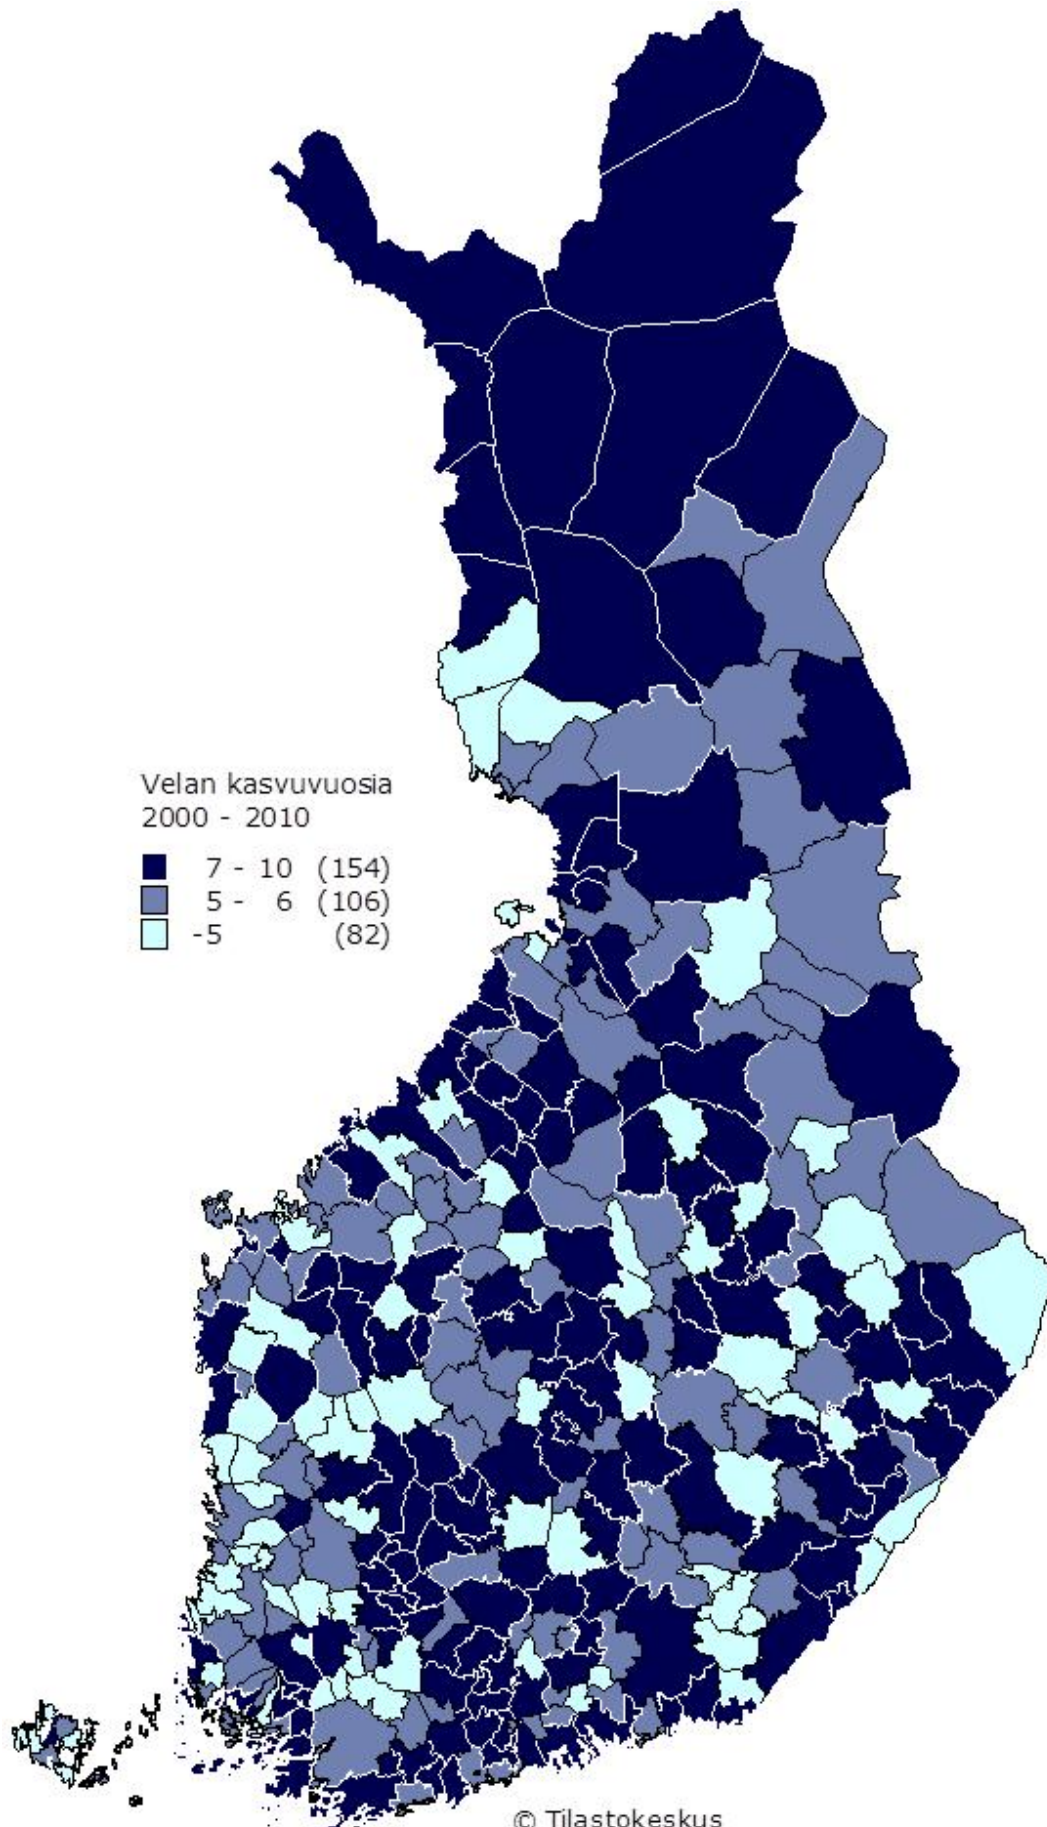 Velan kasvuvuosia
2000 - 2010
7 - 10 (154)
5 - 6 (106)
-5 (82)
© Tilastokeskus